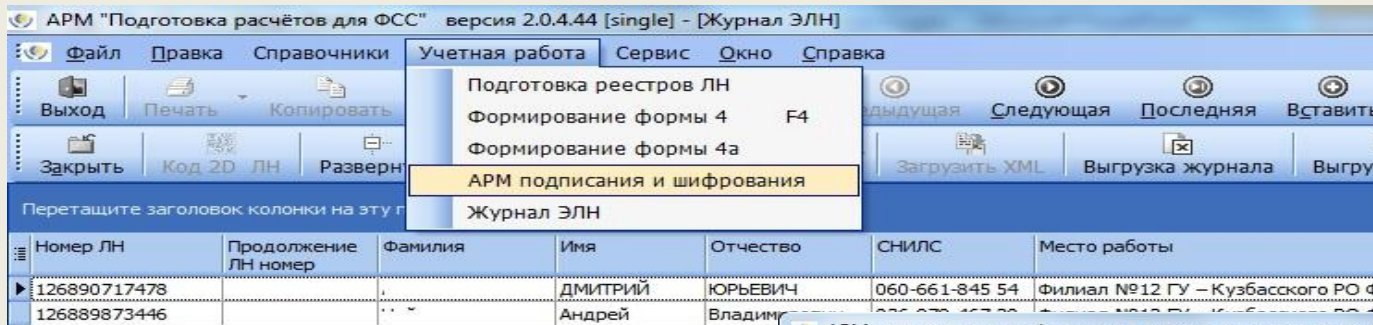 АРМ "Подготовка расчётов для ФСС" версия 2.0.4.44 [single] - [Журнал ЭЛН]
Файл Правка Справочники Учетная работа Сервис Окно Справка
Подготовка реестров ЛН
Формирование формы 4 F4
Формирование формы 4а
АРМ подписания и шифрования
Журнал ЭЛН
Выход Печать Копировать Следующая Последняя Вставить
Закрыть Код 2D ЛН Загрузить XML Выгрузка журнала
Перетащите заголовок колонки на эту
Номер ЛН Продолжение ЛН номер Фамилия Имя Отчество СНИЛС Место работы
126890717478 ДМИТРИЙ ЮРЬЕВИЧ 060-661-845 54 Филиал №12 ГУ – Кузбасского РО
126889873446 Андрей